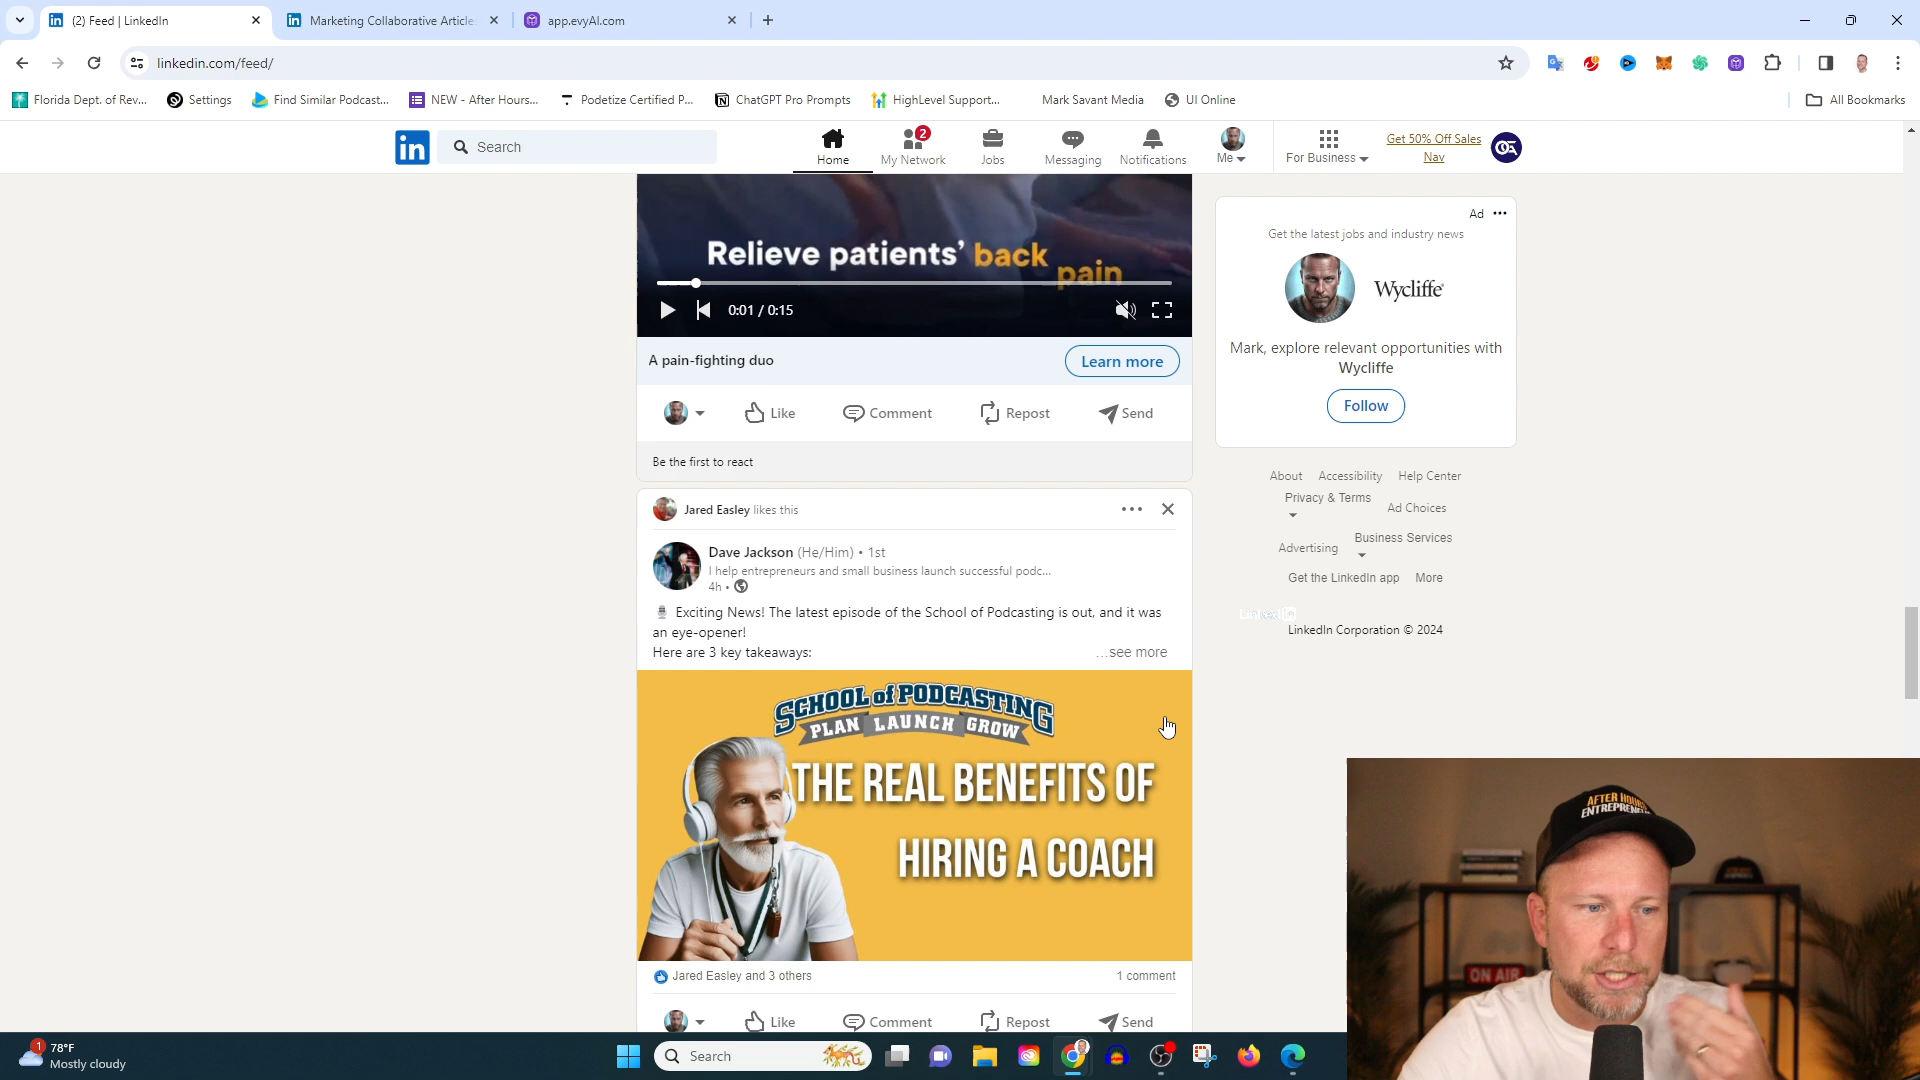 (2) Feed | LinkedIn
Marketing Collaborative Article
app.evyAI.com
linkedin.com/feed/
Florida Dept. of Rev...
Settings
Find Similar Podcast...
NEW - After Hours...
Podetize Certified P...
ChatGPT Pro Prompts
HighLevel Support...
Mark Savant Media
UI Online
All Bookmarks
in
Search
Home
2
My Network
Jobs
Messaging
Notifications
Me
For Business
Get 50% Off Sales
Nav
Relieve patients' back
pain
0:01 / 0:15
A pain-fighting duo
Learn more
Like
Comment
Repost
Send
Be the first to react
Jared Easley likes this
Dave Jackson (He/Him) • 1st
I help entrepreneurs and small business launch successful podc...
4h •
Exciting News! The latest episode of the School of Podcasting is out, and it was
an eye-opener!
Here are 3 key takeaways:
...see more
SCHOOL of PODCASTING
PLAN LAUNCH GROW
THE REAL BENEFITS OF
HIRING A COACH
Jared Easley and 3 others
1 comment
Like
Comment
Repost
Send
Ad
Get the latest jobs and industry news
Wycliffe
Mark, explore relevant opportunities with
Wycliffe
Follow
About
Accessibility
Help Center
Privacy & Terms
Ad Choices
Advertising
Business Services
Get the LinkedIn app
More
LinkedIn Corporation © 2024
AFTER HOURS
ENTREPRENEUR
ON AIR
1
78°F
Mostly cloudy
Search